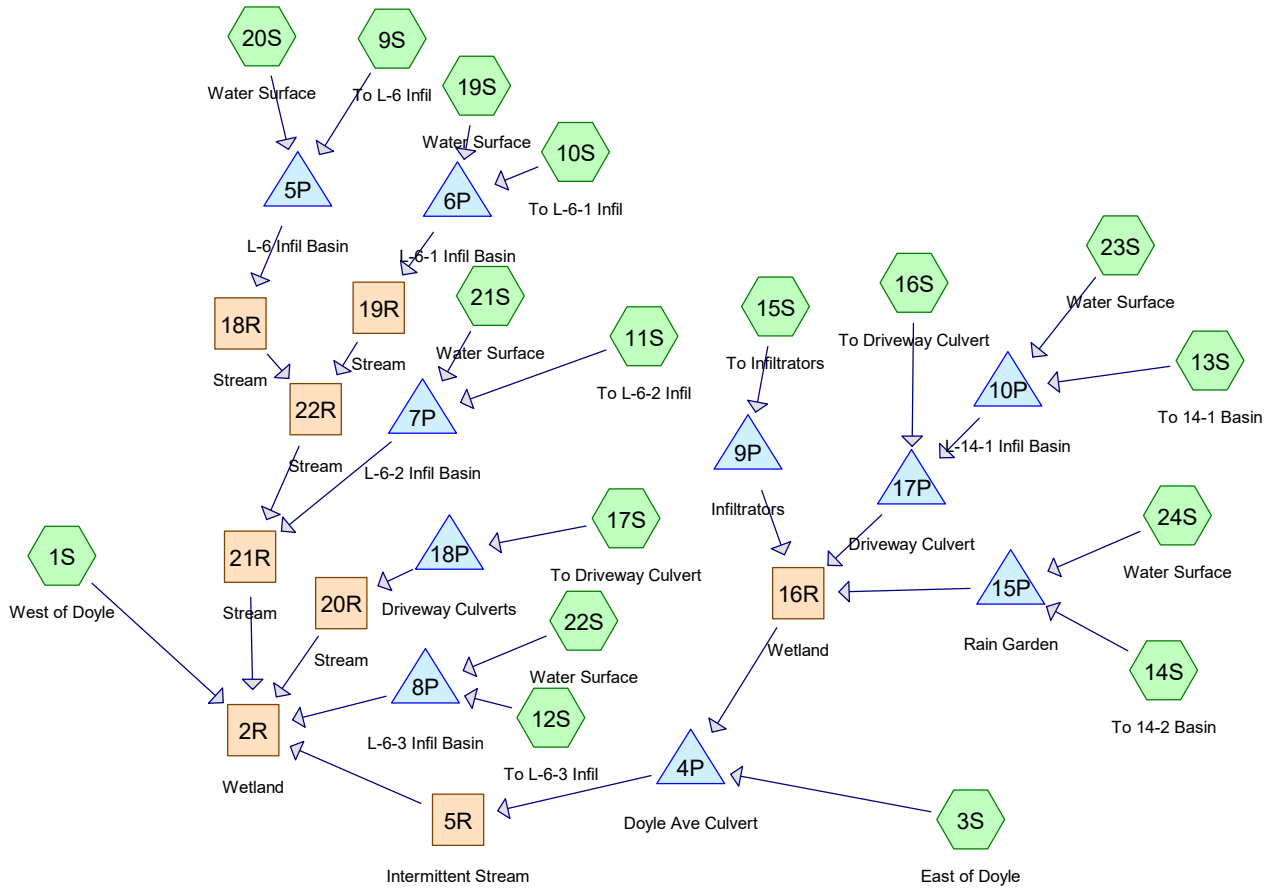 20S
Water Surface
9S
To L-6 Infil
19S
Water Surface
10S
To L-6-1 Infil
5P
L-6 Infil Basin
6P
L-6-1 Infil Basin
23S
Water Surface
16S
To Driveway Culvert
15S
To Infiltrators
21S
Water Surface
18R
Stream
19R
Stream
11S
To L-6-2 Infil
13S
To 14-1 Basin
10P
L-14-1 Infil Basin
22R
Stream
7P
L-6-2 Infil Basin
9P
Infiltrators
17P
Driveway Culvert
17S
To Driveway Culvert
24S
Water Surface
1S
West of Doyle
21R
Stream
18P
Driveway Culverts
20R
Stream
16R
Wetland
15P
Rain Garden
22S
Water Surface
14S
To 14-2 Basin
8P
L-6-3 Infil Basin
12S
To L-6-3 Infil
2R
Wetland
4P
Doyle Ave Culvert
5R
Intermittent Stream
3S
East of Doyle